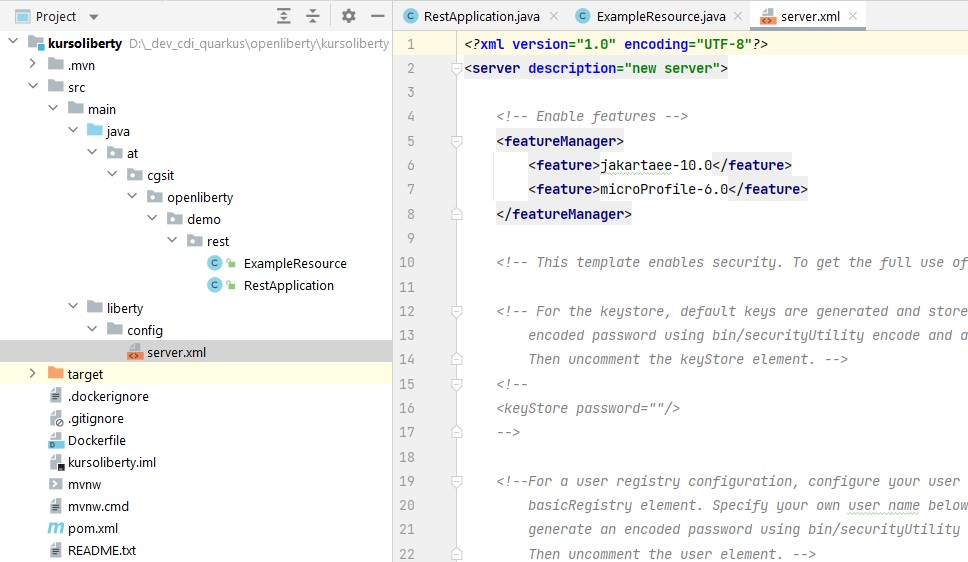 Project
kursoliberty D:\_dev_cdi_quarkus\openliberty\kursoliberty
.mvn
src
main
java
at
cgsit
openliberty
demo
rest
ExampleResource
RestApplication
liberty
config
server.xml
target
.dockerignore
.gitignore
Dockerfile
kursoliberty.iml
mvnw
mvnw.cmd
pom.xml
README.txt
RestApplication.java ExampleResource.java server.xml
1 <?xml version="1.0" encoding="UTF-8"?>
2 <server description="new server">
3
4 <!-- Enable features -->
5 <featureManager>
6 <feature>jakartaee-10.0</feature>
7 <feature>microProfile-6.0</feature>
8 </featureManager>
9
10 <!-- This template enables security. To get the full use of
11
12 <!-- For the keystore, default keys are generated and store
13 encoded password using bin/securityUtility encode and a
14 Then uncomment the keyStore element. -->
15 <!--
16 <keyStore password=""/>
17 -->
18
19 <!--For a user registry configuration, configure your user
20 basicRegistry element. Specify your own user name below
21 generate an encoded password using bin/securityUtility
22 Then uncomment the user element. -->